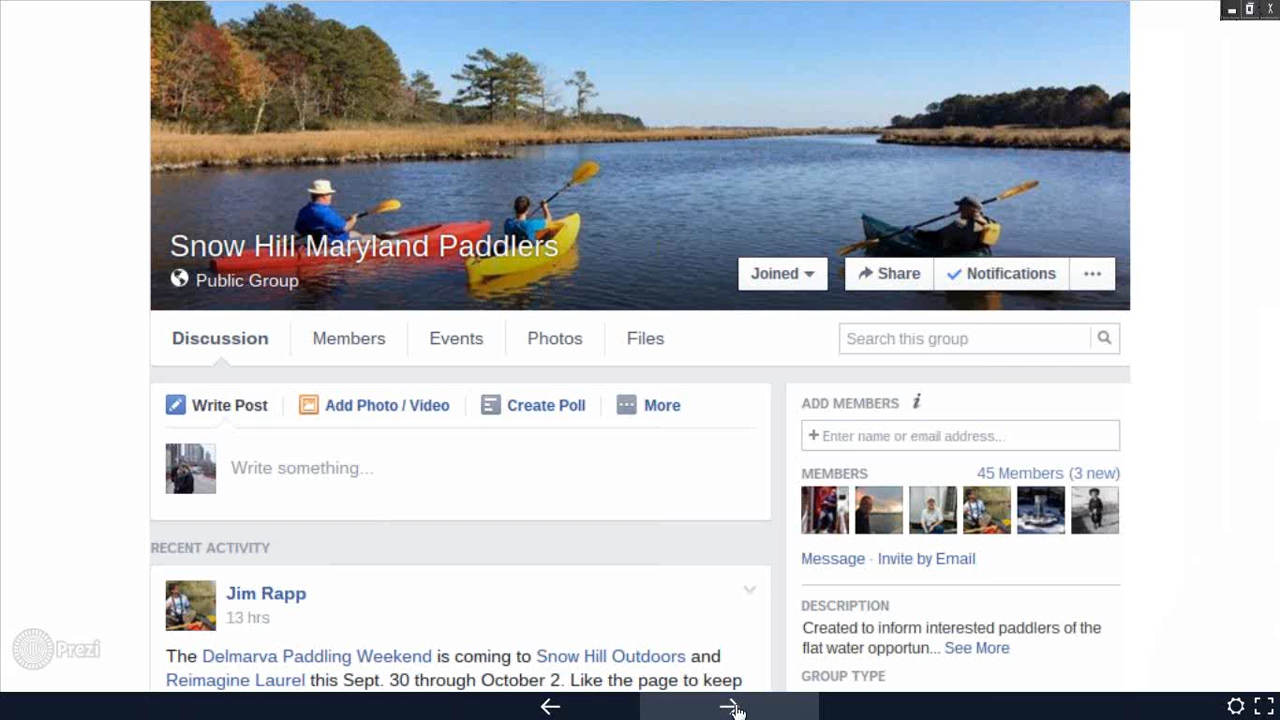 Snow Hill Maryland Paddlers
Public Group
Joined
Share
Notifications
Discussion
Members
Events
Photos
Files
Search this group
Write Post
Add Photo / Video
Create Poll
More
Write something...
RECENT ACTIVITY
Jim Rapp
13 hrs
The Delmarva Paddling Weekend is coming to Snow Hill Outdoors and
Reimagine Laurel this Sept. 30 through October 2. Like the page to keep
ADD MEMBERS
+ Enter name or email address...
MEMBERS 45 Members (3 new)
Message · Invite by Email
DESCRIPTION
Created to inform interested paddlers of the
flat water opportun... See More
GROUP TYPE
Prezi